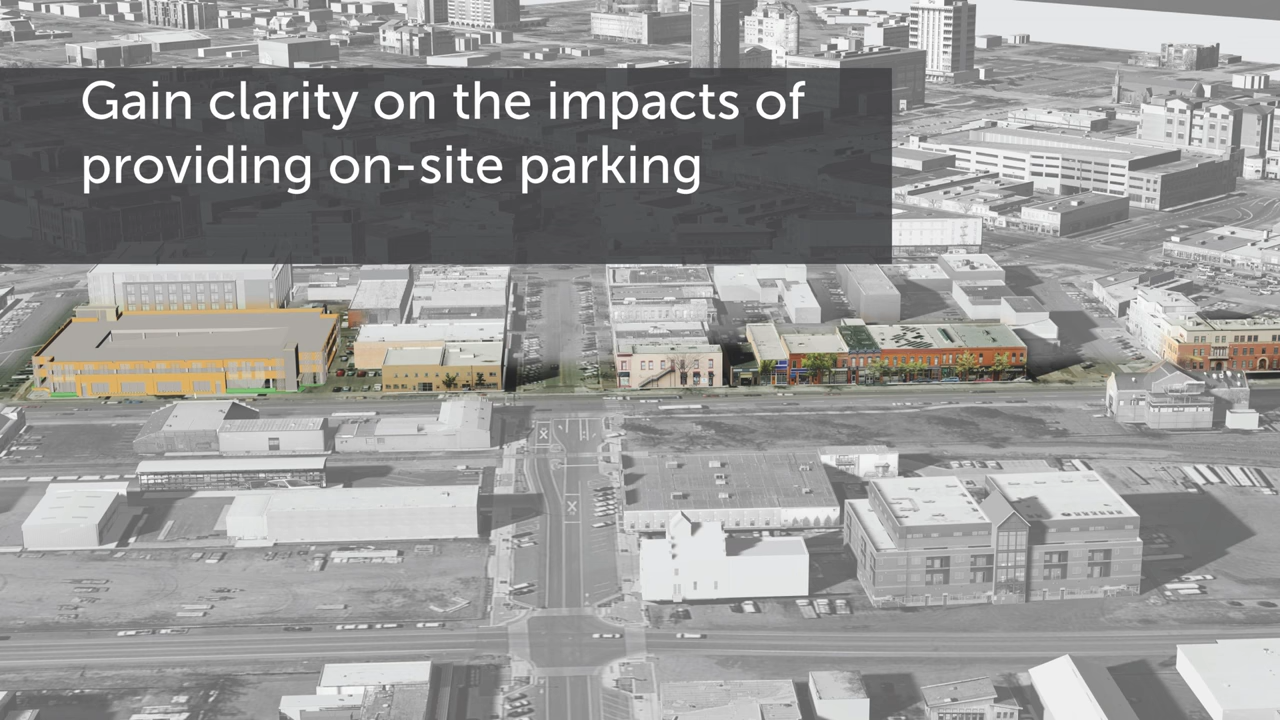 Gain clarity on the impacts of
providing on-site parking